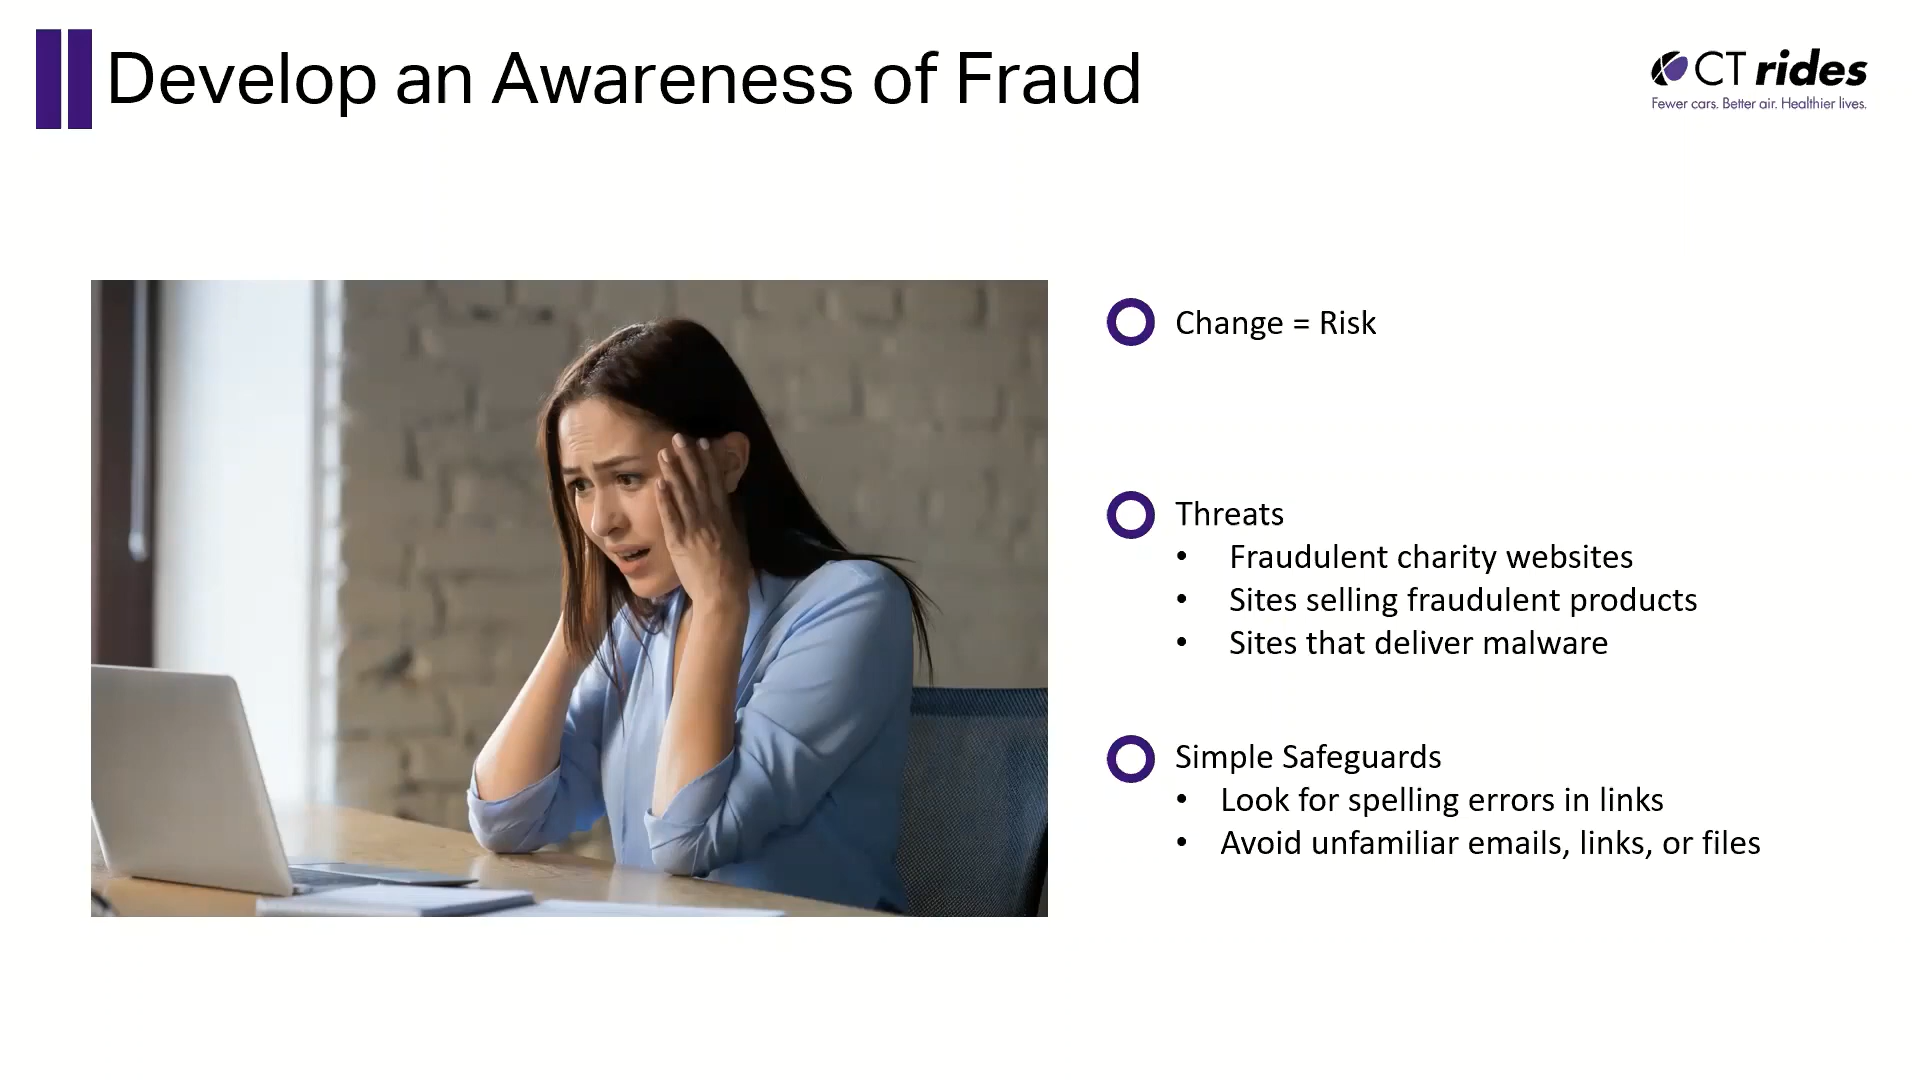 Develop an Awareness of Fraud
CT rides
Fewer cars. Better air. Healthier lives.
Change = Risk
Threats
• Fraudulent charity websites
• Sites selling fraudulent products
• Sites that deliver malware
Simple Safeguards
• Look for spelling errors in links
• Avoid unfamiliar emails, links, or files